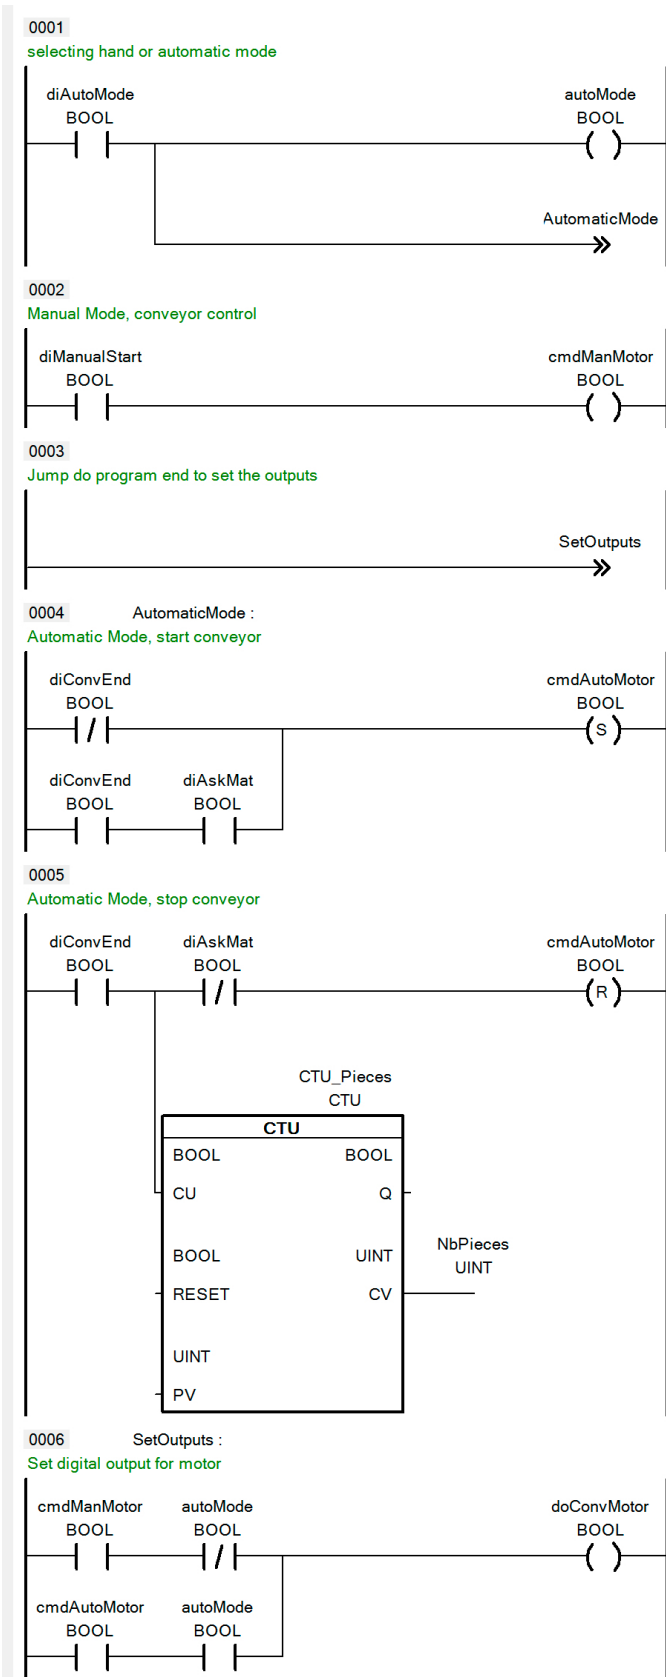 0001
selecting hand or automatic mode
diAutoMode autoMode
BOOL BOOL
AutomaticMode
0002
Manual Mode, conveyor control
diManualStart cmdManMotor
BOOL BOOL
0003
Jump do program end to set the outputs
SetOutputs
0004 AutomaticMode :
Automatic Mode, start conveyor
diConvEnd cmdAutoMotor
BOOL BOOL
S
diConvEnd diAskMat
BOOL BOOL
0005
Automatic Mode, stop conveyor
diConvEnd diAskMat cmdAutoMotor
BOOL BOOL BOOL
R
CTU_Pieces
CTU
CTU
BOOL BOOL
CU Q
NbPieces
BOOL UINT UINT
RESET CV
UINT
PV
0006 SetOutputs :
Set digital output for motor
cmdManMotor autoMode doConvMotor
BOOL BOOL BOOL
cmdAutoMotor autoMode
BOOL BOOL